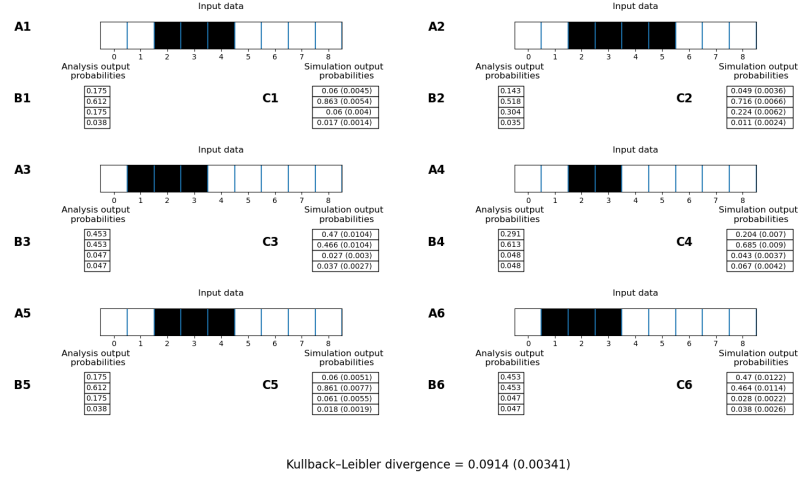 Input data
Input data
A1
A2
0 1 2 3 4 5 6 7 8
0 1 2 3 4 5 6 7 8
Analysis output
probabilities
Simulation output
probabilities
Analysis output
probabilities
Simulation output
probabilities
B1
0.175
0.612
0.175
0.038
C1
0.06 (0.0045)
0.863 (0.0054)
0.06 (0.004)
0.017 (0.0014)
B2
0.143
0.518
0.304
0.035
C2
0.049 (0.0036)
0.716 (0.0066)
0.224 (0.0062)
0.011 (0.0024)
Input data
Input data
A3
A4
0 1 2 3 4 5 6 7 8
0 1 2 3 4 5 6 7 8
Analysis output
probabilities
Simulation output
probabilities
Analysis output
probabilities
Simulation output
probabilities
B3
0.453
0.453
0.047
0.047
C3
0.47 (0.0104)
0.466 (0.0104)
0.027 (0.003)
0.037 (0.0027)
B4
0.291
0.613
0.048
0.048
C4
0.204 (0.007)
0.685 (0.009)
0.043 (0.0037)
0.067 (0.0042)
Input data
Input data
A5
A6
0 1 2 3 4 5 6 7 8
0 1 2 3 4 5 6 7 8
Analysis output
probabilities
Simulation output
probabilities
Analysis output
probabilities
Simulation output
probabilities
B5
0.175
0.612
0.175
0.038
C5
0.06 (0.0051)
0.861 (0.0077)
0.061 (0.0055)
0.018 (0.0019)
B6
0.453
0.453
0.047
0.047
C6
0.47 (0.0122)
0.464 (0.0114)
0.028 (0.0022)
0.038 (0.0026)
Kullback–Leibler divergence = 0.0914 (0.00341)